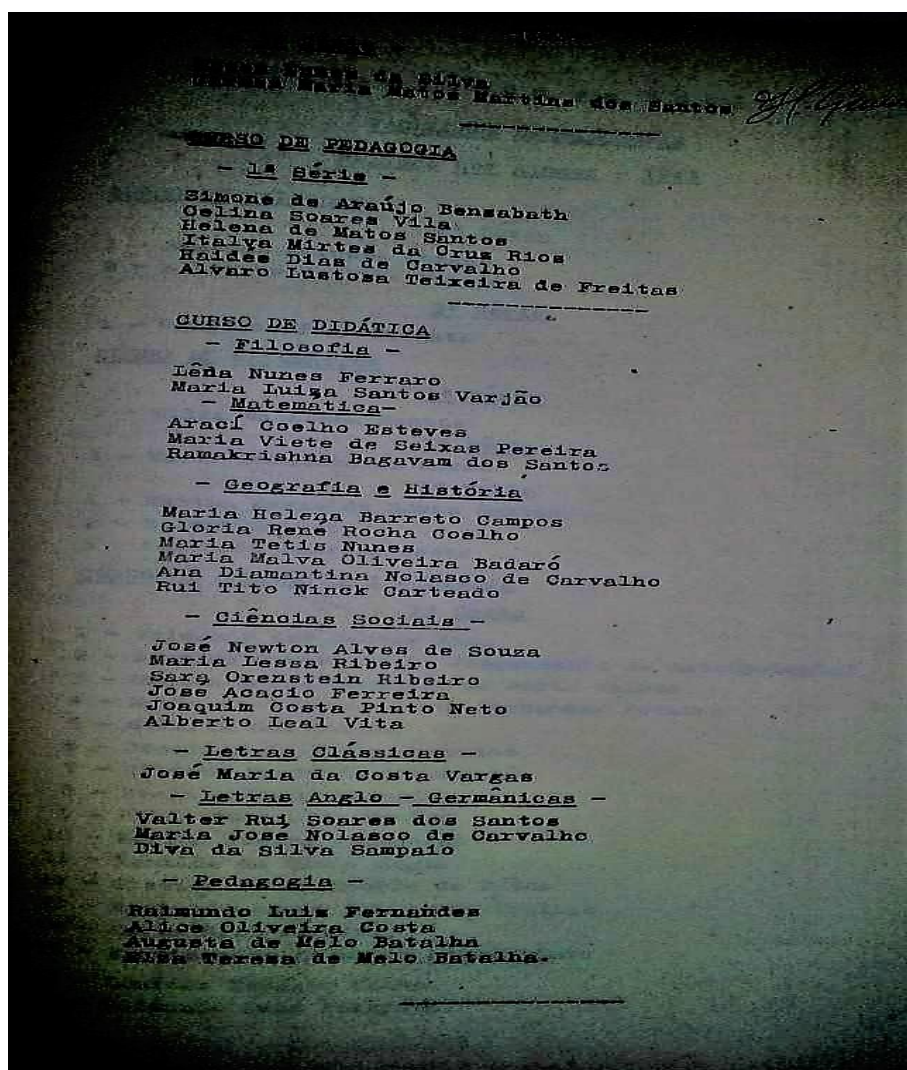 da Silva
Maria Matos Martins dos Santos
CURSO DE PEDAGOGIA
- 1ª Série -
Simone de Araújo Bensabath
Celina Soares Vila
Helena de Matos Santos
Italva Mirtes da Cruz Rios
Haidée Dias de Carvalho
Alvaro Lustosa Teixeira de Freitas
CURSO DE DIDÁTICA
- Filosofia -
Lêda Nunes Ferraro
Maria Luiza Santos Varjão
- Matematica-
Aracî Coelho Esteves
Maria Viete de Seixas Pereira
Ramakrishna Bagavam dos Santos
- Geografia e História
Maria Helena Barreto Campos
Gloria René Rocha Coelho
Maria Tetis Nunes
Maria Malva Oliveira Badaró
Ana Diamantina Nolasco de Carvalho
Rui Tito Ninck Carteado
- Ciências Sociais -
José Newton Alves de Souza
Maria Lessa Ribeiro
Sara Orenstein Ribeiro
José Acacio Ferreira
Joaquim Costa Pinto Neto
Alberto Leal Vita
- Letras Clássicas -
José Maria da Costa Vargas
- Letras Anglo - Germânicas -
Valter Rui Soares dos Santos
Maria José Nolasco de Carvalho
Diva da Silva Sampaio
- Pedagogia -
Raimundo Luis Fernandes
Alice Oliveira Costa
Augusta de Melo Batalha
Elza Teresa de Melo Batalha.